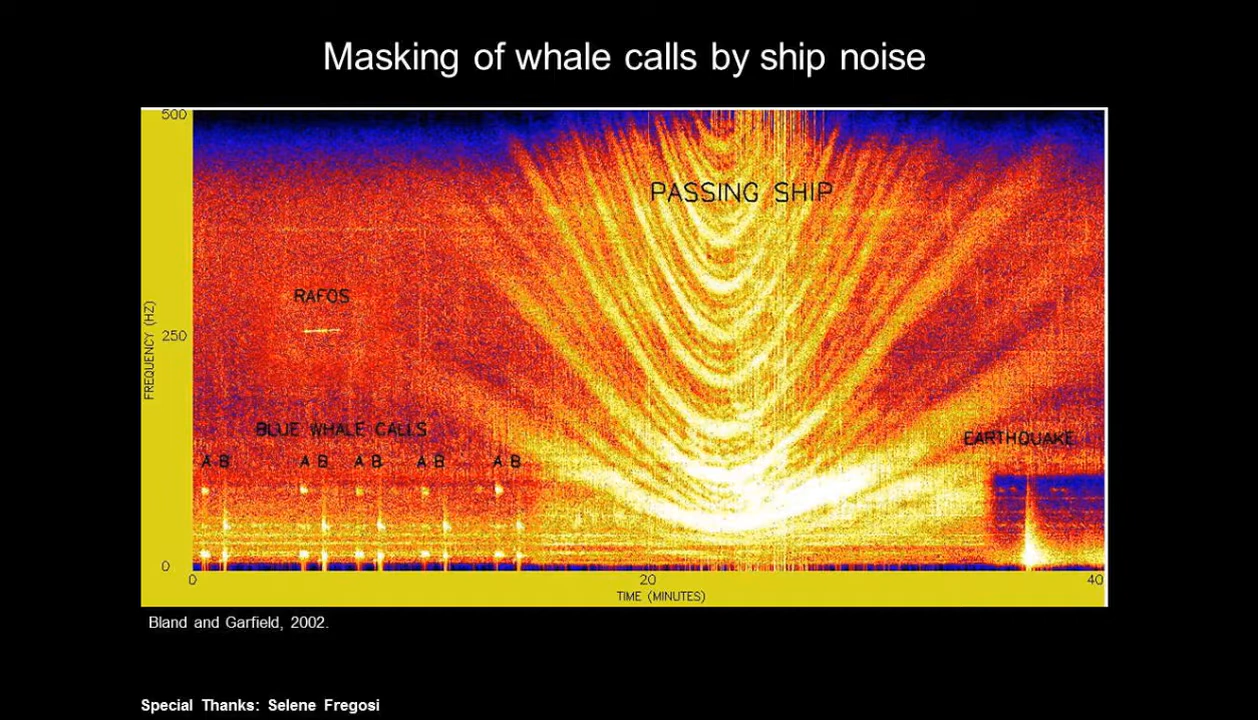 Masking of whale calls by ship noise
500
PASSING SHIP
RAFOS
250
FREQUENCY (HZ)
BLUE WHALE CALLS
EARTHQUAKE
A B A B A B A B A B
0
0 20 40
TIME (MINUTES)
Bland and Garfield, 2002.
Special Thanks: Selene Fregosi